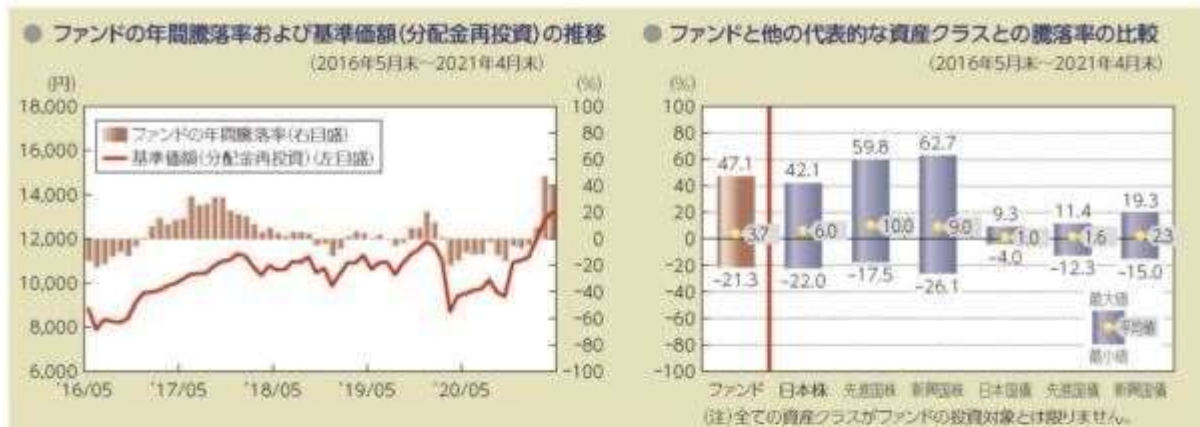 ● ファンドの年間騰落率および基準価額(分配金再投資)の推移
(2016年5月末～2021年4月末)
(円)
(%)
18,000
16,000
14,000
12,000
10,000
8,000
6,000
100
80
60
40
20
0
-20
-40
-60
-80
-100
ファンドの年間騰落率(右目盛)
基準価額(分配金再投資)(左目盛)
'16/05 '17/05 '18/05 '19/05 '20/05
● ファンドと他の代表的な資産クラスとの騰落率の比較
(2016年5月末～2021年4月末)
(%)
100
80
60
40
20
0
-20
-40
-60
-80
-100
47.1 42.1 59.8 62.7 9.3 11.4 19.3
3.7 6.0 10.0 9.0 1.0 1.6 2.3
-21.3 -22.0 -17.5 -26.1 -4.0 -12.3 -15.0
最大値
平均値
最小値
ファンド 日本株 先進国株 新興国株 日本国債 先進国債 新興国債
(注)全ての資産クラスがファンドの投資対象とは限りません。